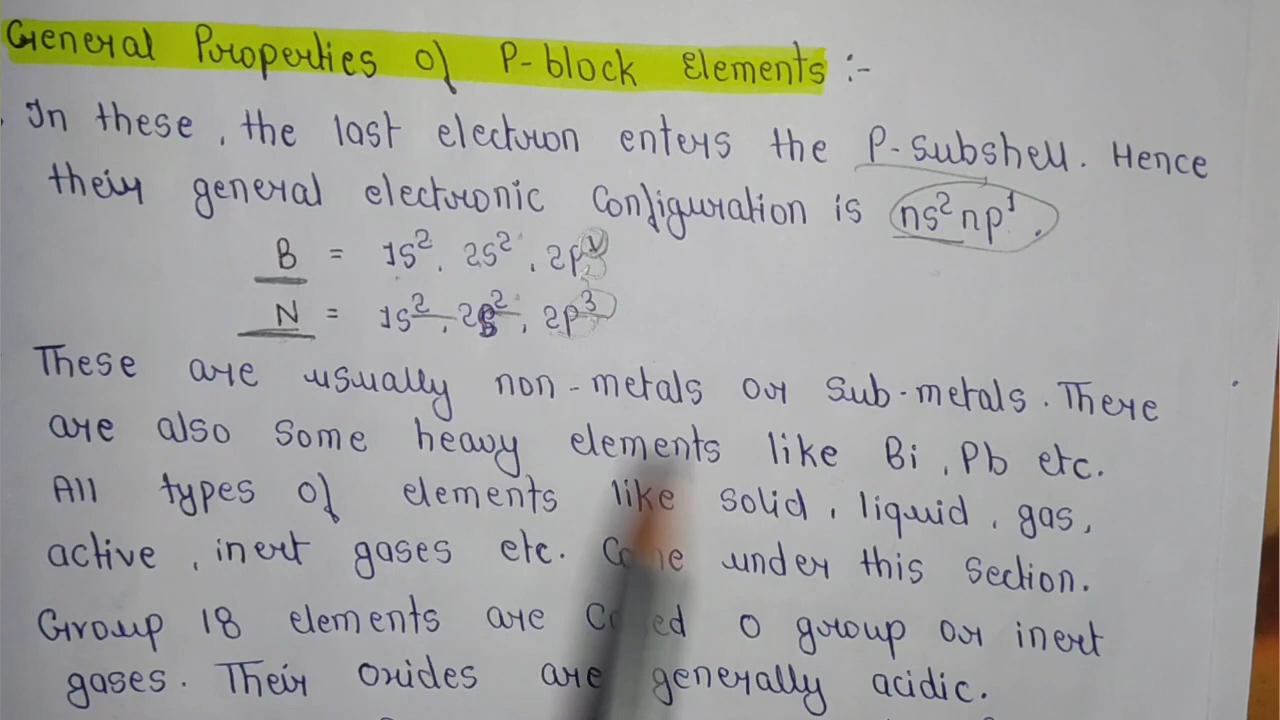 General Properties of P-block Elements :-
In these, the last electron enters the P-Subshell. Hence
their general electronic Configuration is ns² np¹.
B = 1s², 2s², 2p¹
N = 1s², 2s², 2p³
These are usually non-metals or Sub-metals. There
are also Some heavy elements like Bi, Pb etc.
All types of elements like solid, liquid, gas,
active, inert gases etc. under this Section.
Group 18 elements are 0 group or inert
gases. Their oxides are generally acidic.